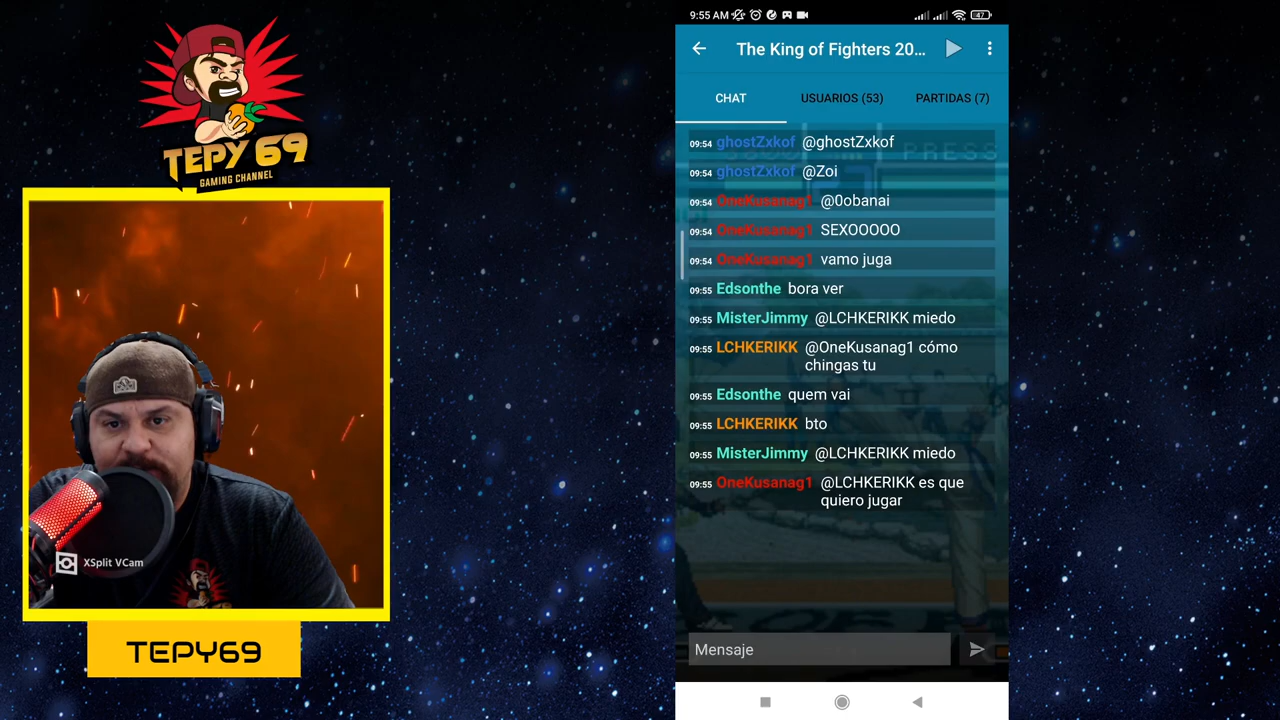 TEPY 69
GAMING CHANNEL
XSplit VCam
TEPY69
9:55 AM
47
The King of Fighters 20...
CHAT
USUARIOS (53)
PARTIDAS (7)
09:54 ghostZxkof @ghostZxkof
09:54 ghostZxkof @Zoi
09:54 OneKusanag1 @0obanai
09:54 OneKusanag1 SEXOOOOO
09:54 OneKusanag1 vamo juga
09:55 Edsonthe bora ver
09:55 MisterJimmy @LCHKERIKK miedo
09:55 LCHKERIKK @OneKusanag1 cómo
chingas tu
09:55 Edsonthe quem vai
09:55 LCHKERIKK bto
09:55 MisterJimmy @LCHKERIKK miedo
09:55 OneKusanag1 @LCHKERIKK es que
quiero jugar
Mensaje